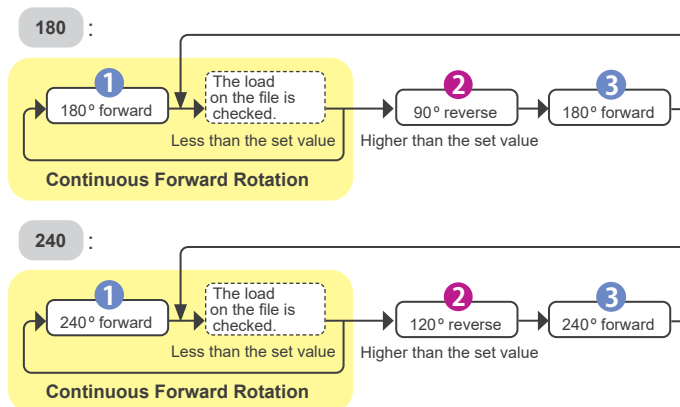 180 :
1 2 3
180° forward
The load
on the file is
checked.
90° reverse
180° forward
Less than the set value
Higher than the set value
Continuous Forward Rotation
240 :
1 2 3
240° forward
The load
on the file is
checked.
120° reverse
240° forward
Less than the set value
Higher than the set value
Continuous Forward Rotation